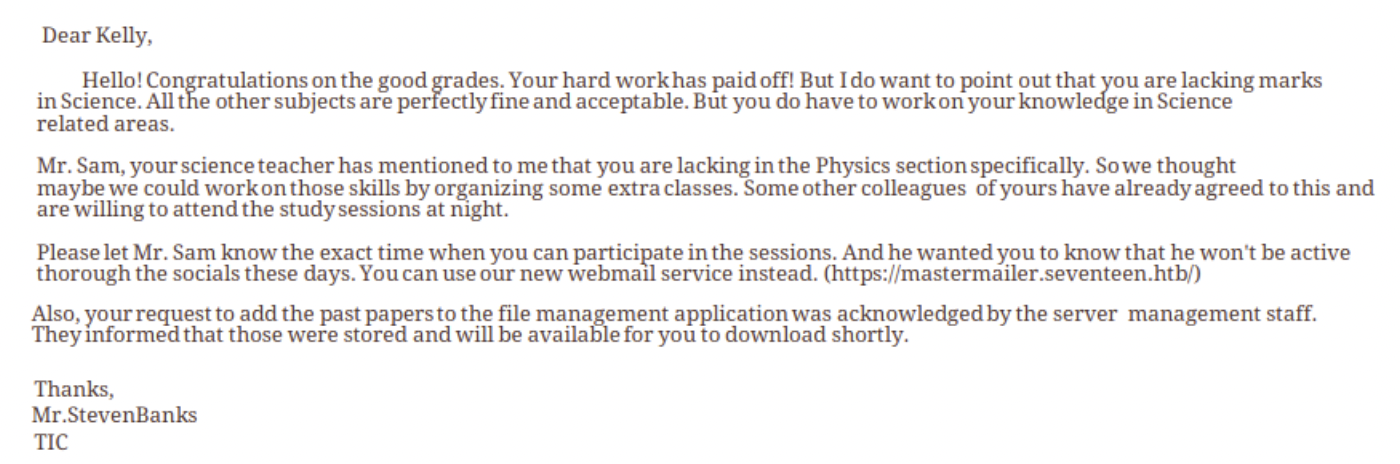 Dear Kelly,
Hello! Congratulations on the good grades. Your hard work has paid off! But I do want to point out that you are lacking marks
in Science. All the other subjects are perfectly fine and acceptable. But you do have to work on your knowledge in Science
related areas.
Mr. Sam, your science teacher has mentioned to me that you are lacking in the Physics section specifically. So we thought
maybe we could work on those skills by organizing some extra classes. Some other colleagues of yours have already agreed to this and
are willing to attend the study sessions at night.
Please let Mr. Sam know the exact time when you can participate in the sessions. And he wanted you to know that he won't be active
thorough the socials these days. You can use our new webmail service instead. (https://mastermailer.seventeen.htb/)
Also, your request to add the past papers to the file management application was acknowledged by the server management staff.
They informed that those were stored and will be available for you to download shortly.
Thanks,
Mr.StevenBanks
TIC